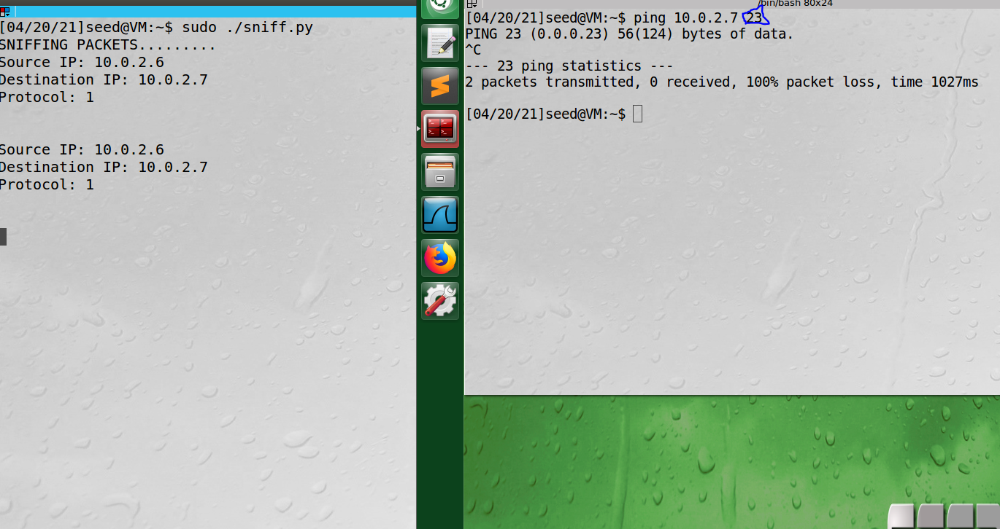 [04/20/21]seed@VM:~$ sudo ./sniff.py
SNIFFING PACKETS.........
Source IP: 10.0.2.6
Destination IP: 10.0.2.7
Protocol: 1
Source IP: 10.0.2.6
Destination IP: 10.0.2.7
Protocol: 1
/bin/bash 80x24
[04/20/21]seed@VM:~$ ping 10.0.2.7 23
PING 23 (0.0.0.23) 56(124) bytes of data.
^C
--- 23 ping statistics ---
2 packets transmitted, 0 received, 100% packet loss, time 1027ms
[04/20/21]seed@VM:~$